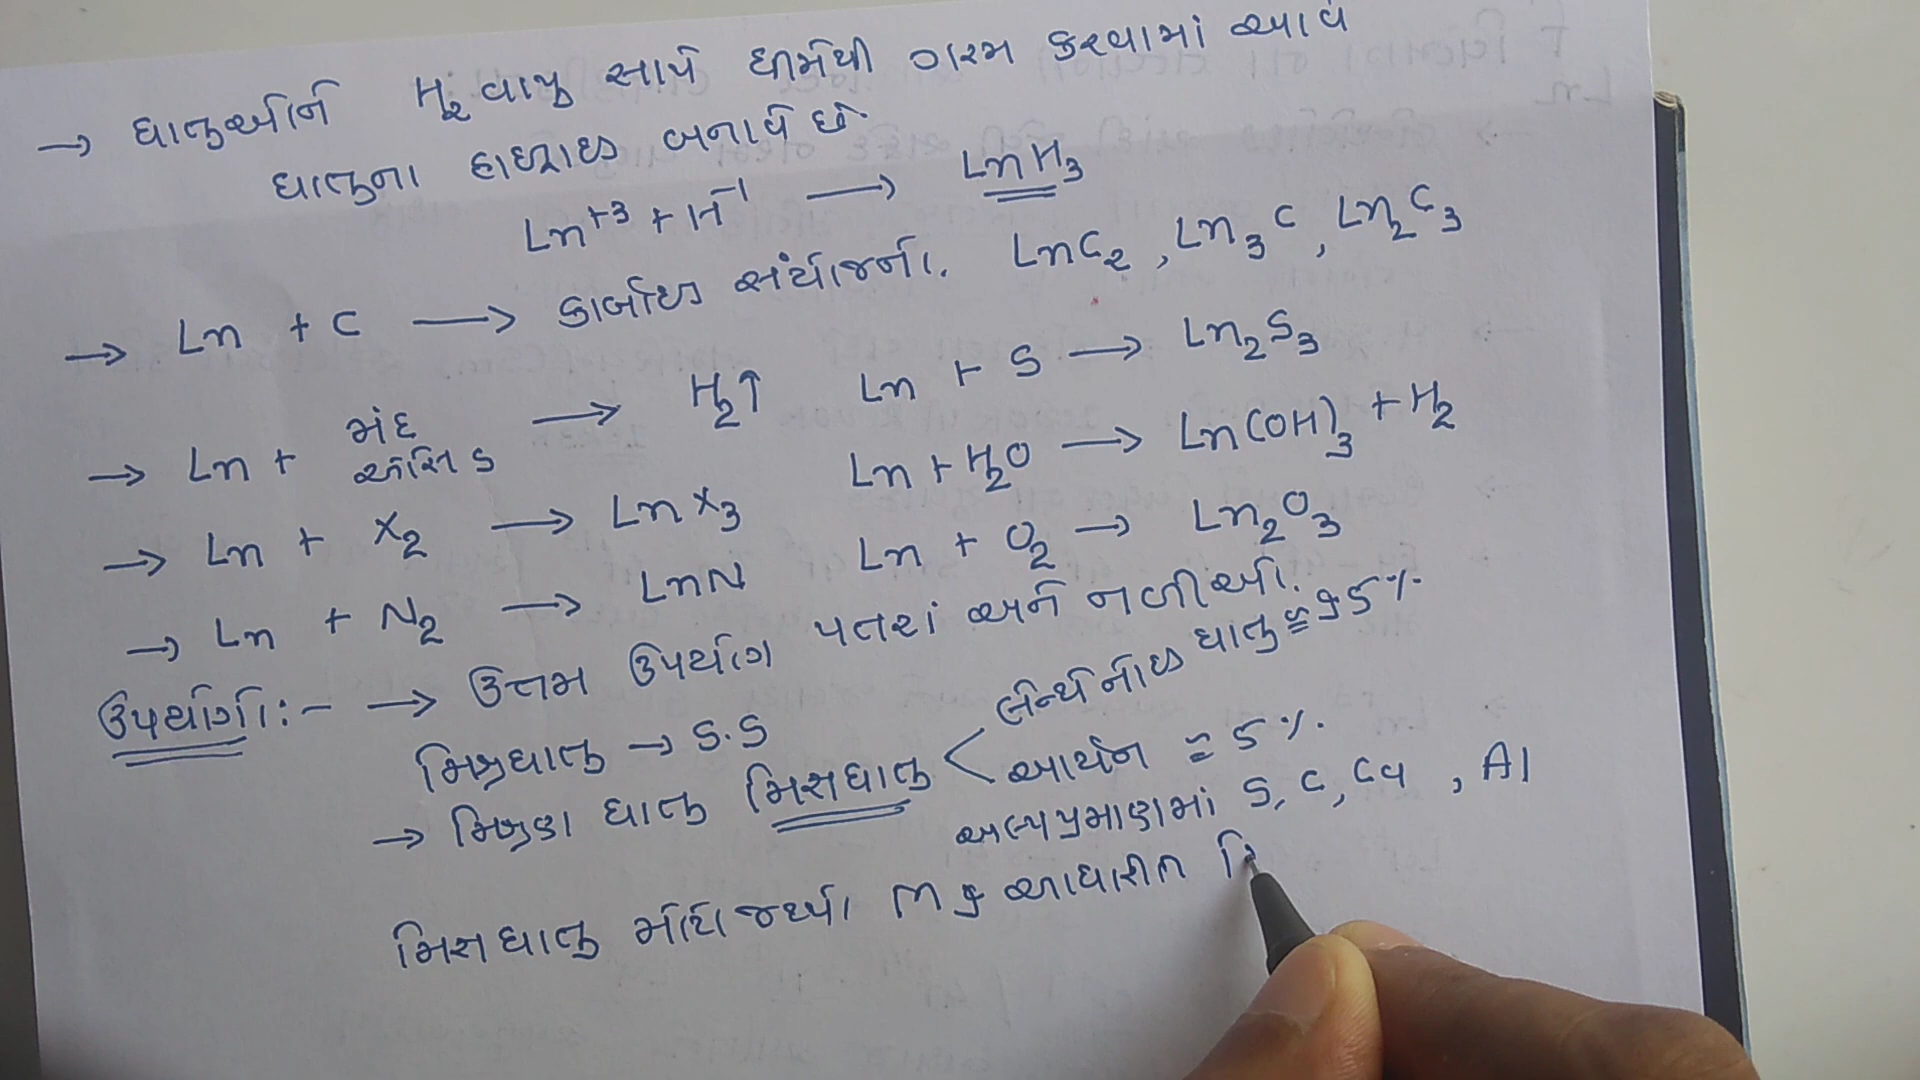 → ધાતુઓને H₂ વાયુ સાથે ધીમેથી ગરમ કરવામાં આવે
ધાતુના હાઇડ્રાઇડ બનાવે છે.
Ln⁺³ + H⁻¹ → LnH₃
→ Ln + C → કાર્બાઇડ સંયોજનો. LnC₂, Ln₃C, Ln₂C₃
→ Ln + મંદ એસિડ → H₂↑ Ln + S → Ln₂S₃
→ Ln + X₂ → LnX₃ Ln + H₂O → Ln(OH)₃ + H₂
→ Ln + N₂ → LnN Ln + O₂ → Ln₂O₃
ઉપયોગો:- → ઉત્તમ ઉપયોગ પતરાં અને નળીઓ.
મિશ્રધાતુ → S.S લેન્થેનાઇડ ધાતુ ≅ 95%
→ મિશ્ર ધાતુ મિશધાતુ < આયર્ન ≅ 5%.
અલ્પપ્રમાણમાં S, C, Ca, Al
મિશધાતુ મોટા જથ્થો Mg આધારીત